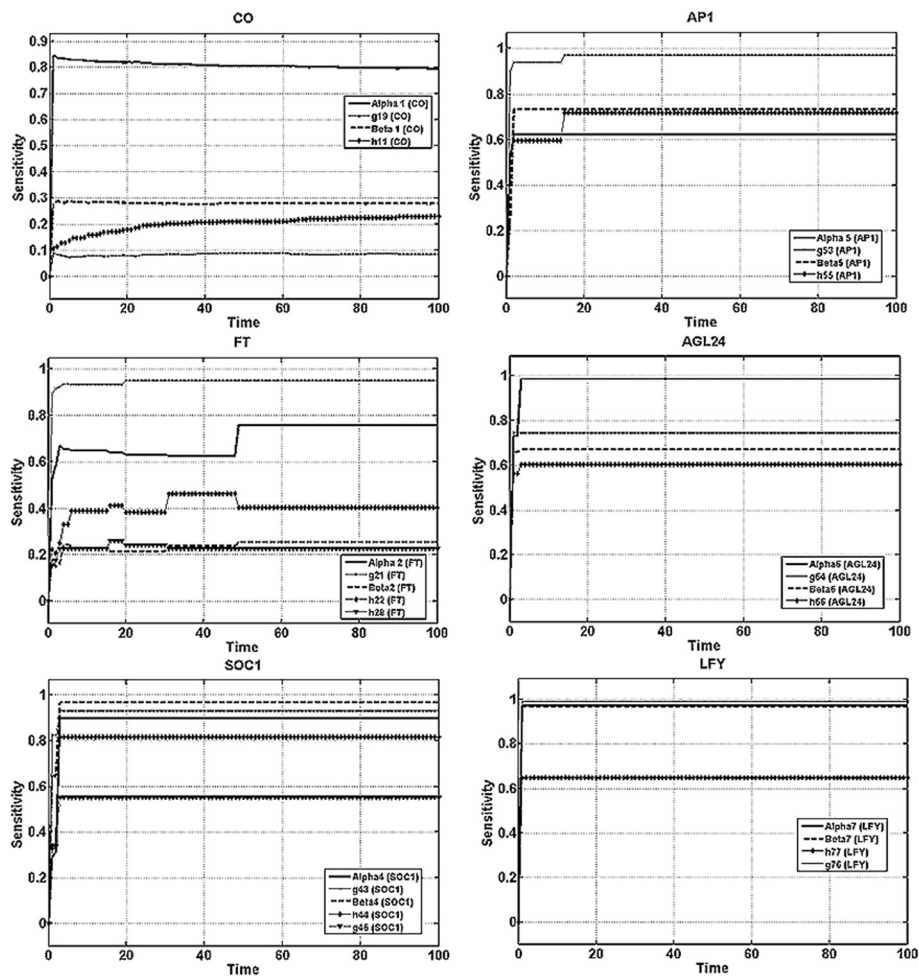 CO
Sensitivity
0.9
0.8
0.7
0.6
0.5
0.4
0.3
0.2
0.1
0
Alpha 1 (CO)
g19 (CO)
Beta 1 (CO)
h11 (CO)
0 20 40 60 80 100
Time
AP1
Sensitivity
1
0.8
0.6
0.4
0.2
0
Alpha 5 (AP1)
g53 (AP1)
Beta5 (AP1)
h55 (AP1)
0 20 40 60 80 100
Time
FT
Sensitivity
1
0.8
0.6
0.4
0.2
0
Alpha 2 (FT)
g21 (FT)
Beta2 (FT)
h22 (FT)
h28 (FT)
0 20 40 60 80 100
Time
AGL24
Sensitivity
1
0.8
0.6
0.4
0.2
0
Alpha6 (AGL24)
g64 (AGL24)
Beta6 (AGL24)
h66 (AGL24)
0 20 40 60 80 100
Time
SOC1
Sensitivity
1
0.8
0.6
0.4
0.2
0
Alpha4 (SOC1)
g43 (SOC1)
Beta4 (SOC1)
h44 (SOC1)
g46 (SOC1)
0 20 40 60 80 100
Time
LFY
Sensitivity
1
0.8
0.6
0.4
0.2
0
Alpha7 (LFY)
Beta7 (LFY)
h77 (LFY)
g76 (LFY)
0 20 40 60 80 100
Time